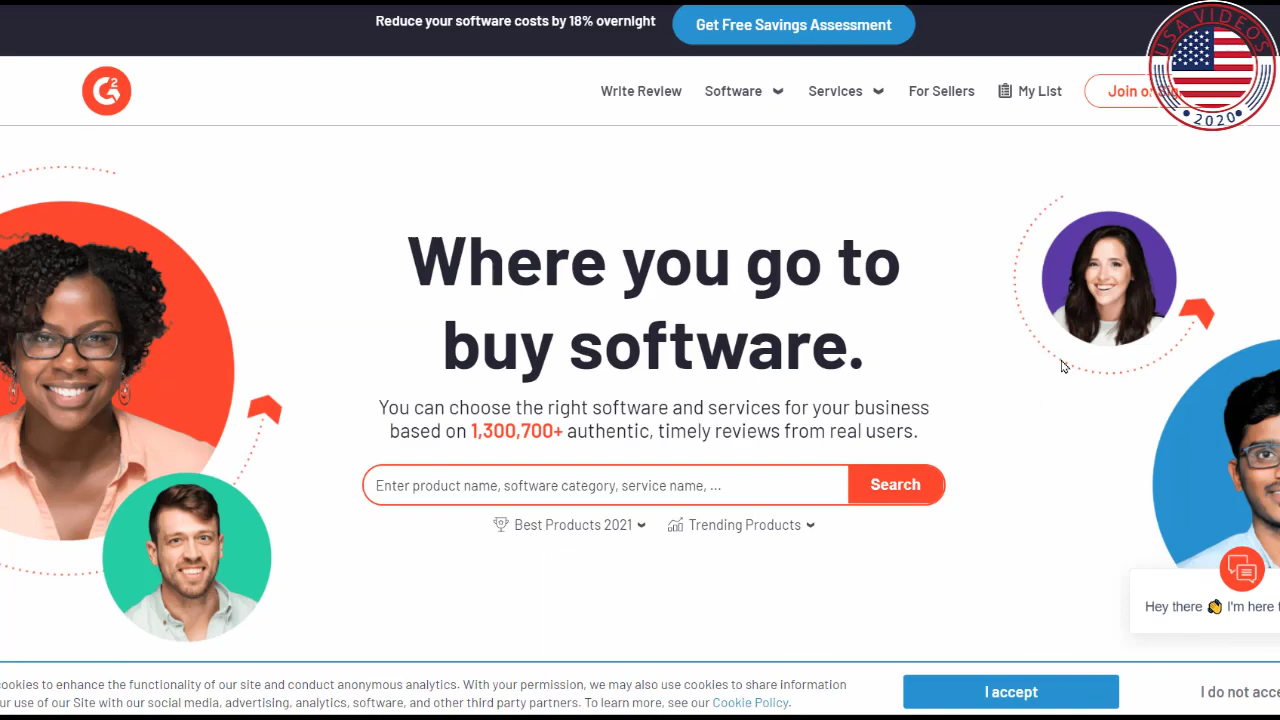 Reduce your software costs by 18% overnight
Get Free Savings Assessment
USA VIDEOS
2020
G2
Write Review
Software
Services
For Sellers
My List
Join or
Where you go to
buy software.
You can choose the right software and services for your business
based on 1,300,700+ authentic, timely reviews from real users.
Enter product name, software category, service name, ...
Search
Best Products 2021
Trending Products
Hey there 👏 I'm here
cookies to enhance the functionality of our site and conduct anonymous analytics. With your permission, we may also use cookies to share information
use of our Site with our social media, advertising, analytics, software, and other third party partners. To learn more, see our Cookie Policy.
I accept
I do not